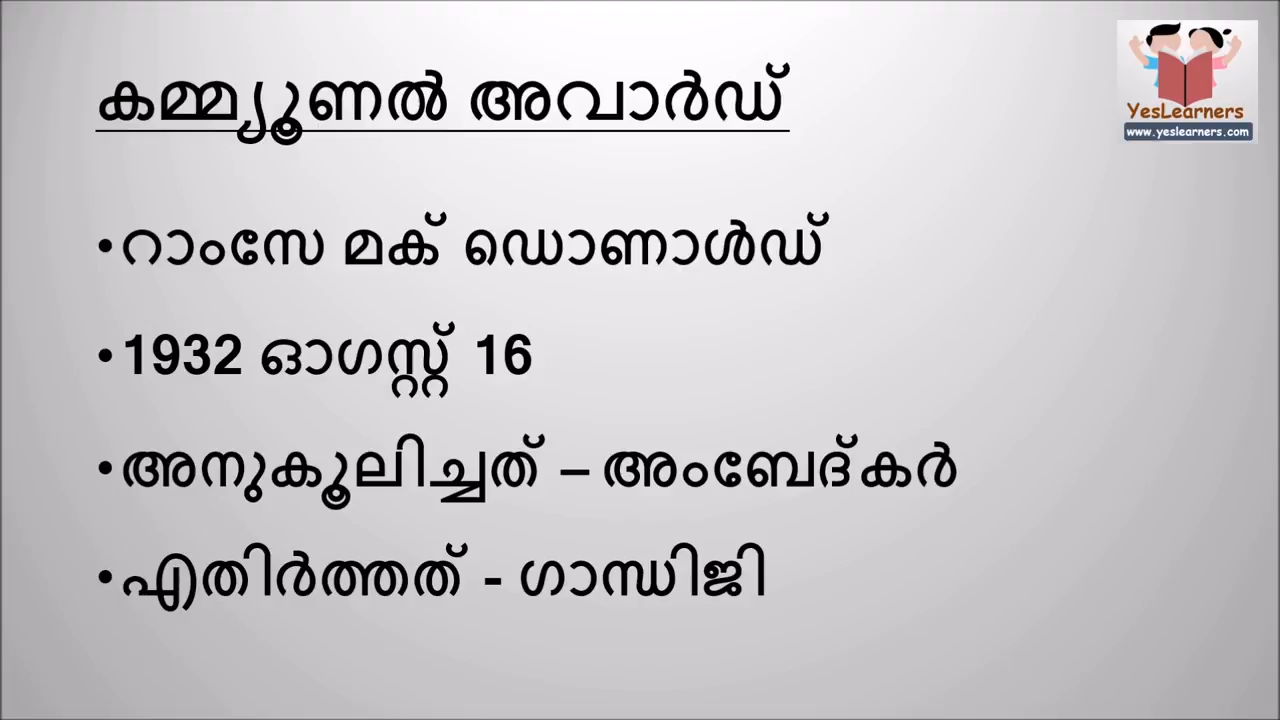 കമ്മ്യൂണൽ അവാർഡ്
YesLearners
www.yeslearners.com
•റാംസേ മക് ഡൊണാൾഡ്
•1932 ഓഗസ്റ്റ് 16
•അനുകൂലിച്ചത് – അംബേദ്കർ
•എതിർത്തത് - ഗാന്ധിജി